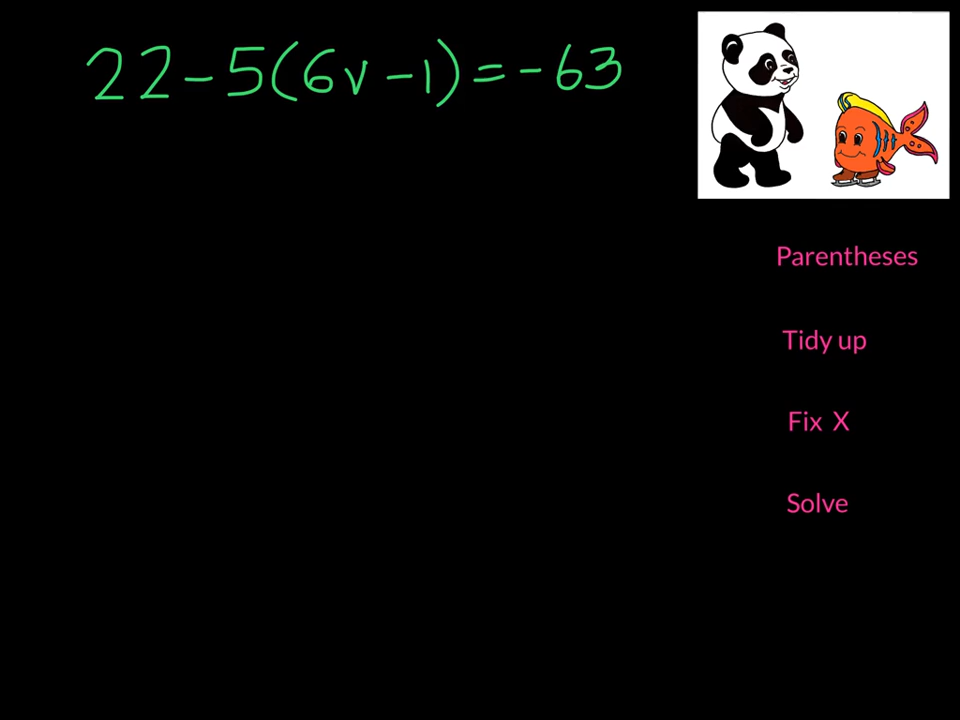 22-5(6v-1)=-63
Parentheses
Tidy up
Fix X
Solve